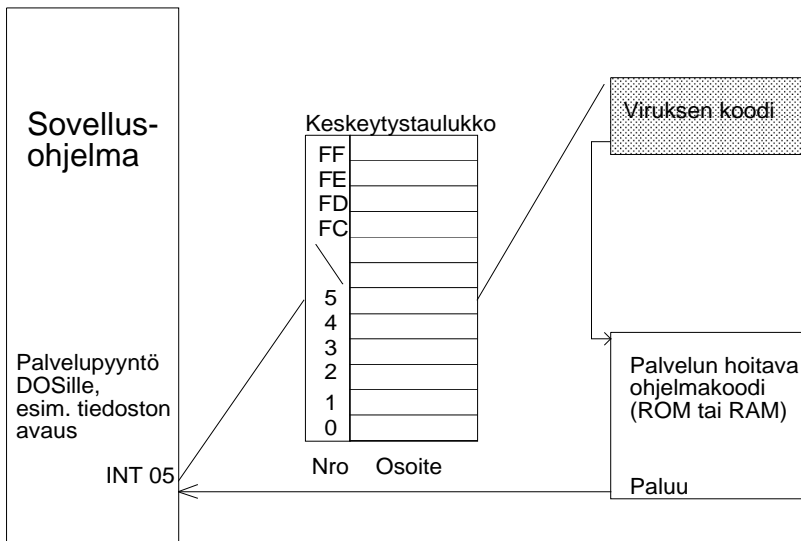 Sovellus-
ohjelma
Palvelupyyntö
DOSille,
esim. tiedoston
avaus
INT 05
Keskeytystaulukko
FF
FE
FD
FC
5
4
3
2
1
0
Nro Osoite
Viruksen koodi
Palvelun hoitava
ohjelmakoodi
(ROM tai RAM)
Paluu